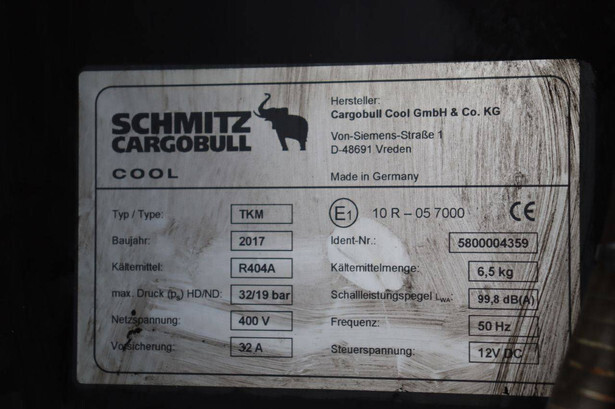 SCHMITZ
CARGOBULL
COOL
Hersteller:
Cargobull Cool GmbH & Co. KG
Von-Siemens-Straße 1
D-48691 Vreden
Made in Germany
Typ / Type: TKM
E1 10 R – 05 7000 CE
Baujahr: 2017
Ident-Nr.: 5800004359
Kältemittel: R404A
Kältemittelmenge: 6,5 kg
max. Druck (ps) HD/ND: 32/19 bar
Schallleistungspegel LWA: 99,8 dB(A)
Netzspannung: 400 V
Frequenz: 50 Hz
Vorsicherung: 32 A
Steuerspannung: 12V DC